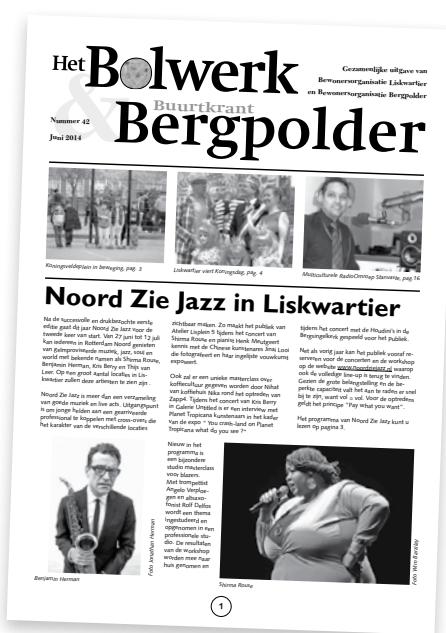 Het Bolwerk
& Buurtkrant
Bergpolder
Gezamenlijke uitgave van
Bewonersorganisatie Liskwartier
en Bewonersorganisatie Bergpolder
Nummer 42
Juni 2014
Koningsveldeplein in beweging, pag. 3
Liskwartier viert Koningsdag, pag. 4
Multiculturele RadioOmroep Stanvaste, pag.16
Noord Zie Jazz in Liskwartier
Na de succesvolle en drukbezochte eerste
editie gaat dit jaar Noord Zie Jazz voor de
tweede keer van start. Van 27 juni tot 12 juli
kan iedereen in Rotterdam Noord genieten
van geïmproviseerde muziek, jazz, soul en
world met bekende namen als Shirma Rouse,
Benjamin Herman, Kris Berry en Thijs van
Leer. Op een groot aantal locaties in Lis-
kwartier zullen deze artiesten te zien zijn.
Noord Zie Jazz is meer dan een verzameling
van goede muziek en live acts. Uitgangspunt
is om jonge helden aan een gearriveerde
professional te koppelen met cross-overs die
het karakter van de verschillende locaties
Benjamin Herman
Foto Jonathan Herman
zichtbaar maken. Zo maakt het publiek van
Atelier Lisplein 5 tijdens het concert van
Shirma Rouse en pianist Henk Meutgeert
kennis met de Chinese kunstenares Jinai Looi
die fotografeert en haar ingelijste vouwkunst
exposeert.
Ook zal er een unieke masterclass over
koffiecultuur gegeven worden door Nihat
van koffiehuis Nika rond het optreden van
Zapp4. Tijdens het concert van Kris Berry
in Galerie Untitled is er een interview met
Planet Tropicana kunstenaars in het kader
van de expo " You crash-land on Planet
Tropicana what do you see ?"
Nieuw in het
programma is
een bijzondere
studio masterclass
voor blazers.
Met trompettist
Angelo Verploe-
gen en altsaxo-
fonist Rolf Delfos
wordt een thema
ingestudeerd en
opgenomen in een
professionele stu-
dio. De resultaten
van de workshop
worden mee naar
huis genomen en
tijdens het concert met de Houdini's in de
Bergsingelkerk gespeeld voor het publiek.
Net als vorig jaar kan het publiek vooraf re-
serveren voor de concerten en de workshop
op de website www.noordziejazz.nl waarop
ook de volledige line-up is terug te vinden.
Gezien de grote belangstelling en de be-
perkte capaciteit valt het aan te raden er snel
bij te zijn, want vol = vol. Voor de optredens
geldt het principe "Pay what you want".
Het programma van Noord Zie Jazz kunt u
lezen Op pagina 3
Shirma Rouse
Foto Wim Barzilay
1